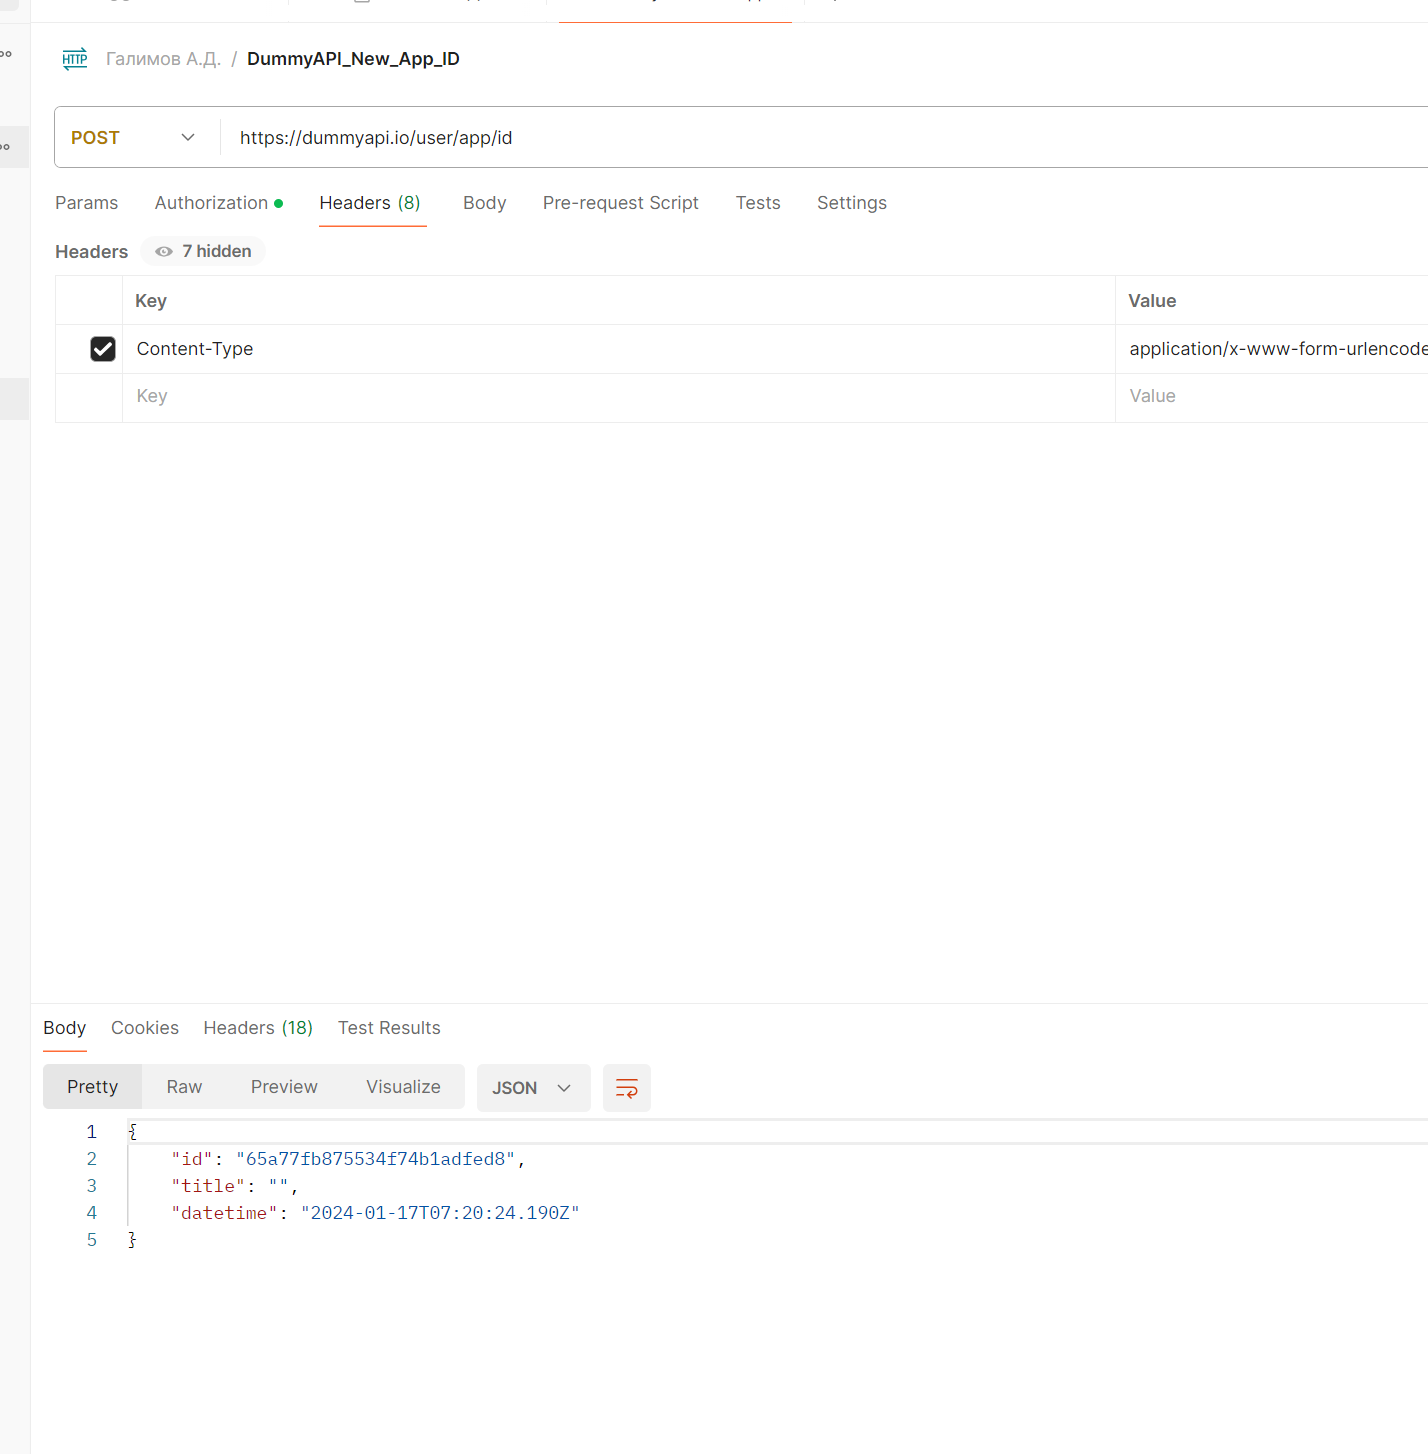 HTTP Галимов А.Д. / DummyAPI_New_App_ID
POST https://dummyapi.io/user/app/id
Params Authorization Headers (8) Body Pre-request Script Tests Settings
Headers 7 hidden
Key Value
Content-Type application/x-www-form-urlencode
Key Value
Body Cookies Headers (18) Test Results
Pretty Raw Preview Visualize JSON
1 {
2 "id": "65a77fb875534f74b1adfed8",
3 "title": "",
4 "datetime": "2024-01-17T07:20:24.190Z"
5 }